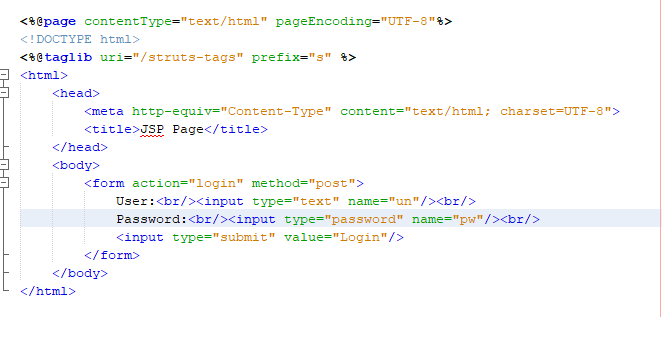 <%@page contentType="text/html" pageEncoding="UTF-8"%>
<!DOCTYPE html>
<%@taglib uri="/struts-tags" prefix="s" %>
<html>
<head>
<meta http-equiv="Content-Type" content="text/html; charset=UTF-8">
<title>JSP Page</title>
</head>
<body>
<form action="login" method="post">
User:<br/><input type="text" name="un"/><br/>
Password:<br/><input type="password" name="pw"/><br/>
<input type="submit" value="Login"/>
</form>
</body>
</html>